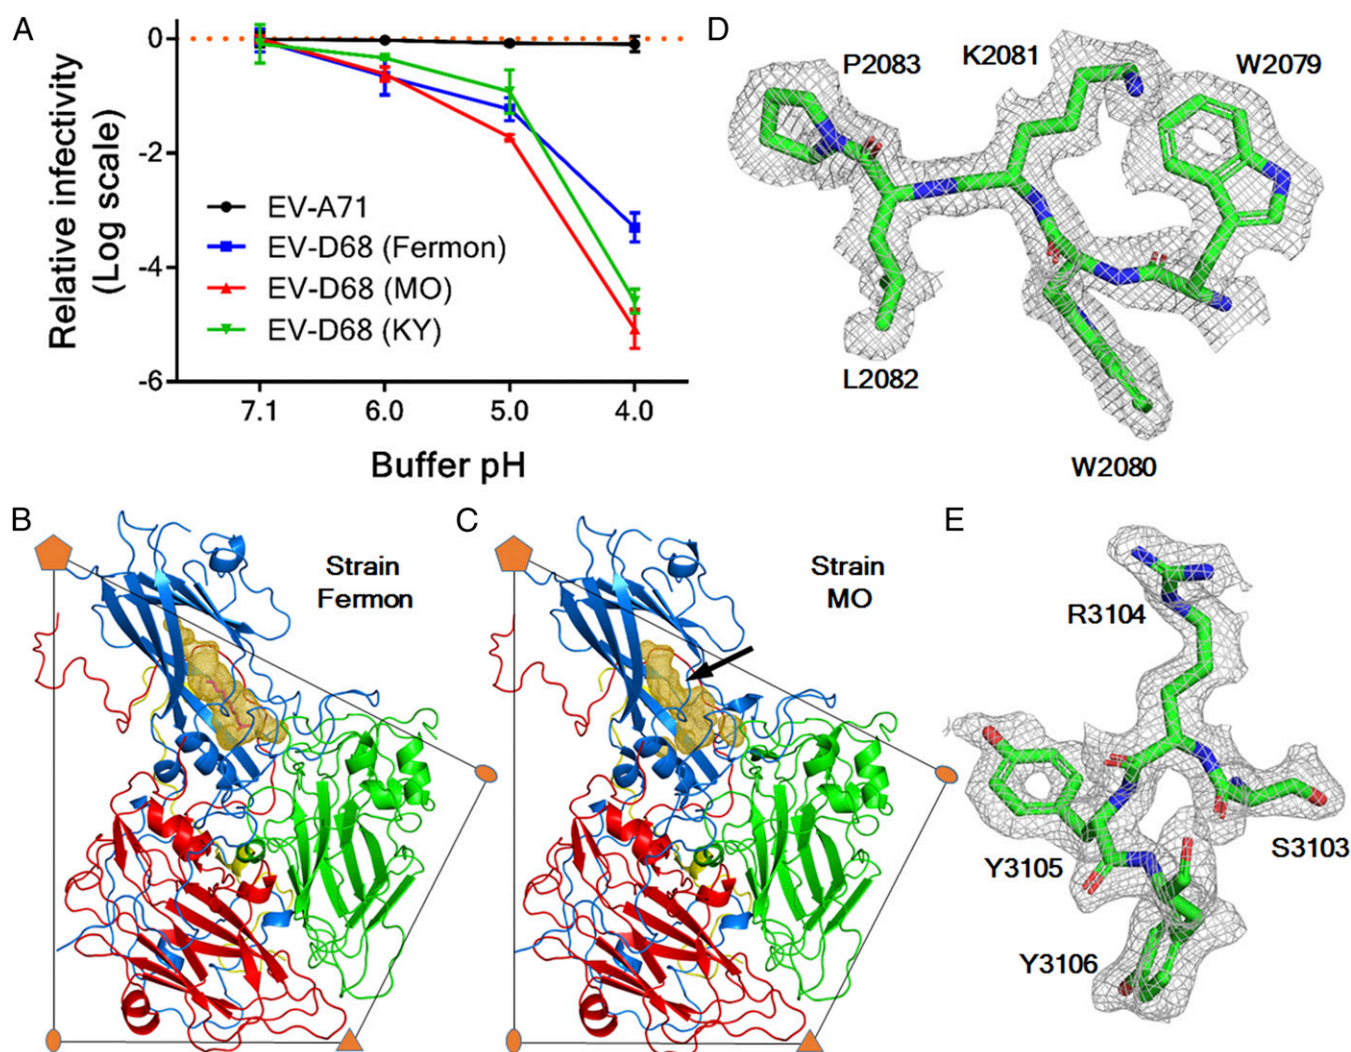 A
Relative infectivity
(Log scale)
0
-2
-4
-6
EV-A71
EV-D68 (Fermon)
EV-D68 (MO)
EV-D68 (KY)
7.1 6.0 5.0 4.0
Buffer pH
D
P2083
K2081
W2079
L2082
W2080
B
Strain
Fermon
C
Strain
MO
E
R3104
Y3105
S3103
Y3106